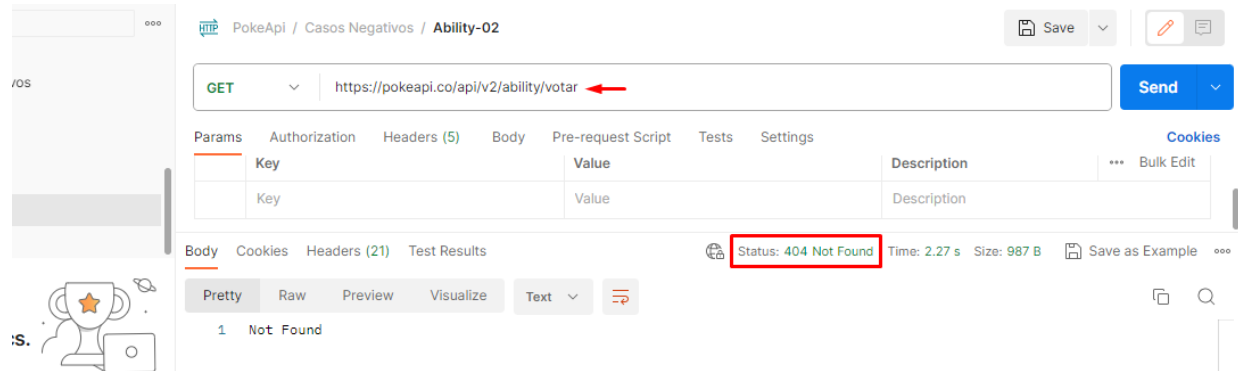 HTTP PokeApi / Casos Negativos / Ability-02 Save
GET https://pokeapi.co/api/v2/ability/votar Send
Params Authorization Headers (5) Body Pre-request Script Tests Settings Cookies
Key Value Description Bulk Edit
Key Value Description
Body Cookies Headers (21) Test Results Status: 404 Not Found Time: 2.27 s Size: 987 B Save as Example
Pretty Raw Preview Visualize Text
1 Not Found